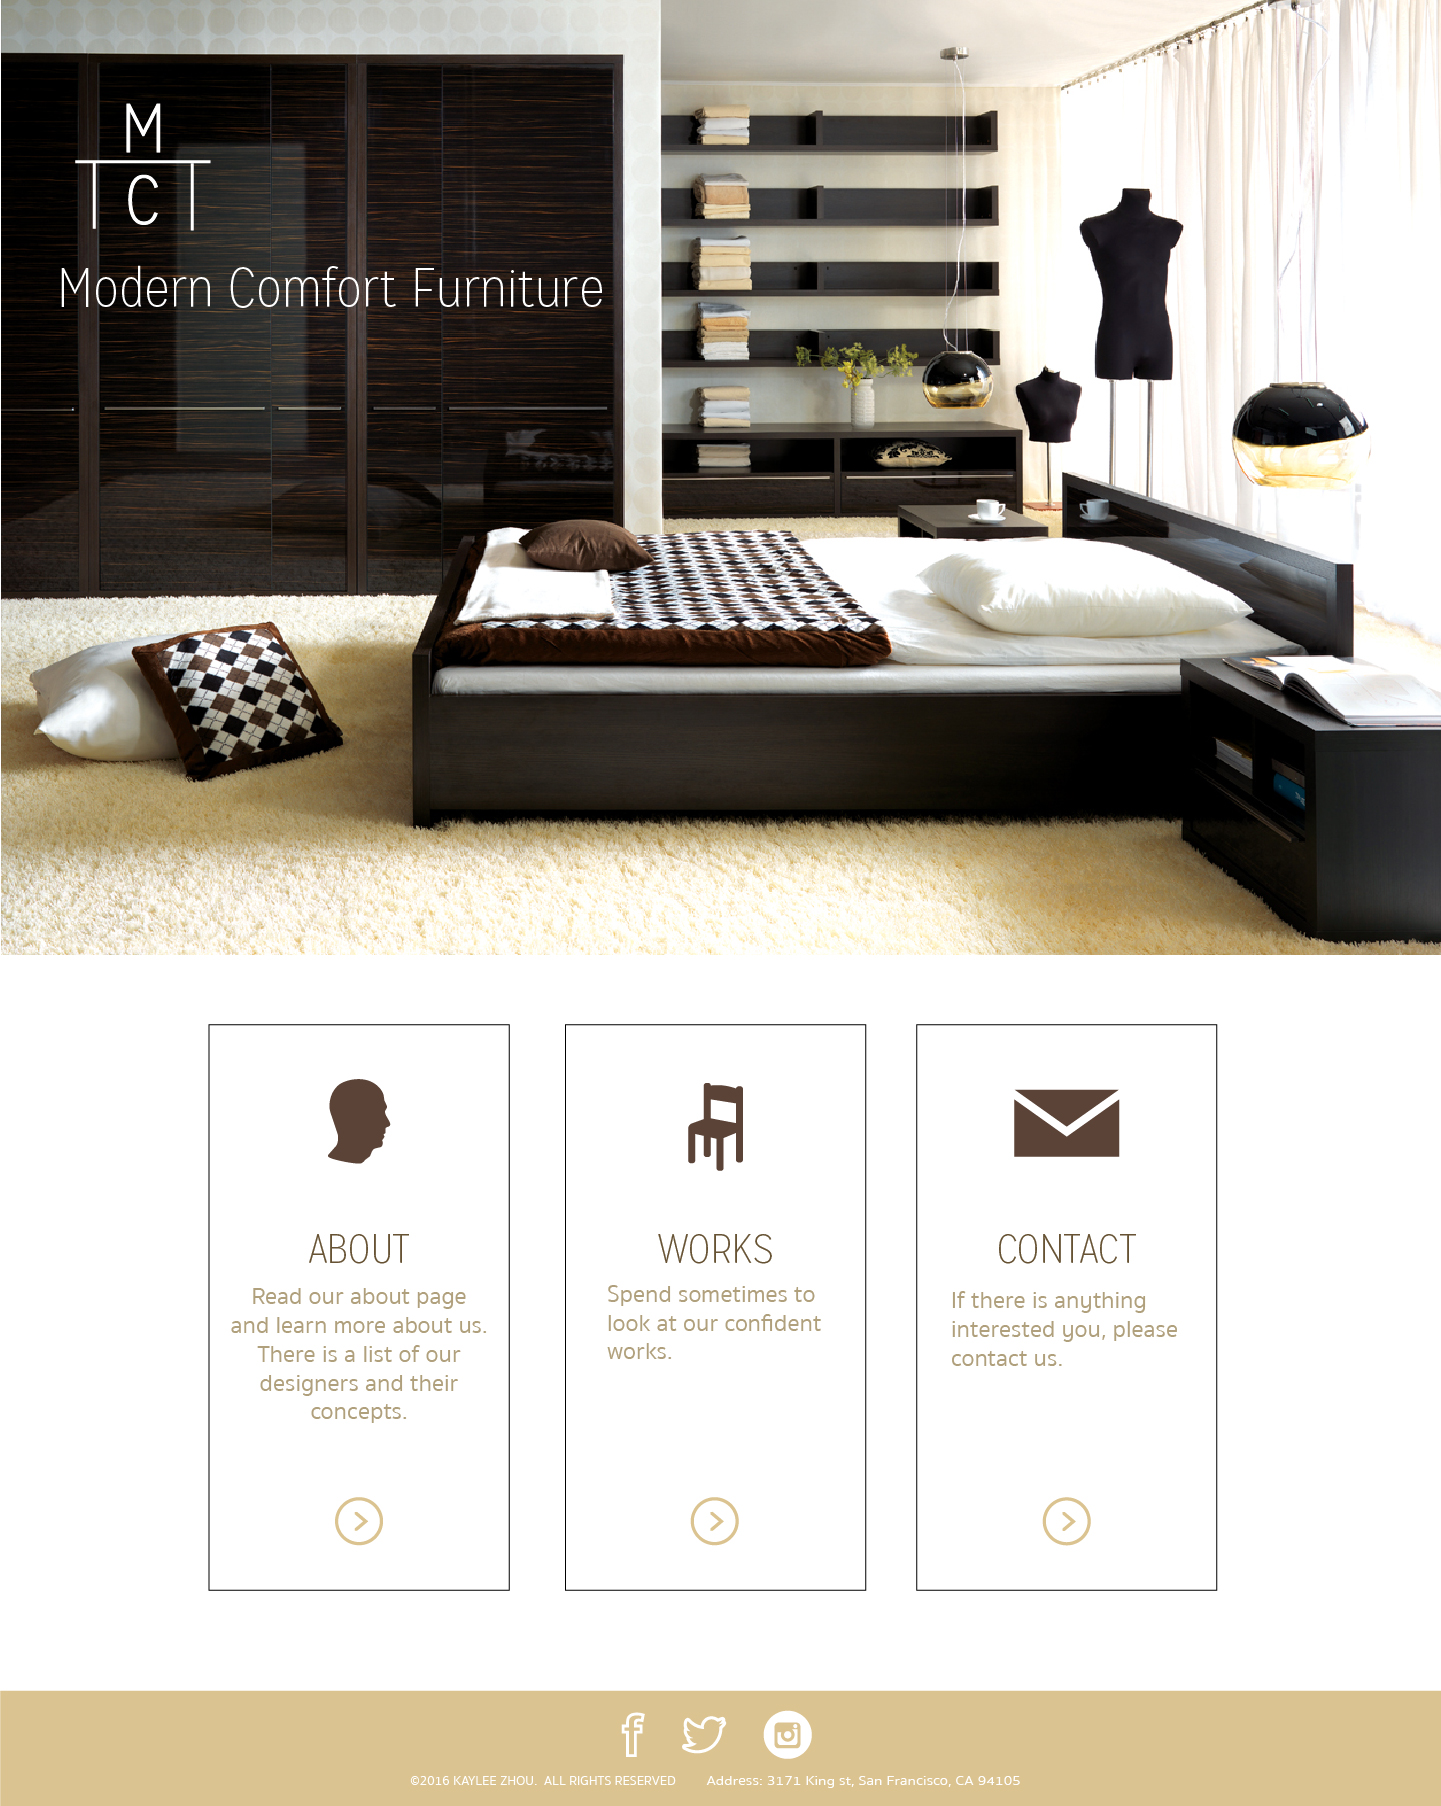 M
C
Modern Comfort Furniture
ABOUT
Read our about page
and learn more about us.
There is a list of our
designers and their
concepts.
WORKS
Spend sometimes to
look at our confident
works.
CONTACT
If there is anything
interested you, please
contact us.
©2016 KAYLEE ZHOU. ALL RIGHTS RESERVED Address: 3171 King st, San Francisco, CA 94105